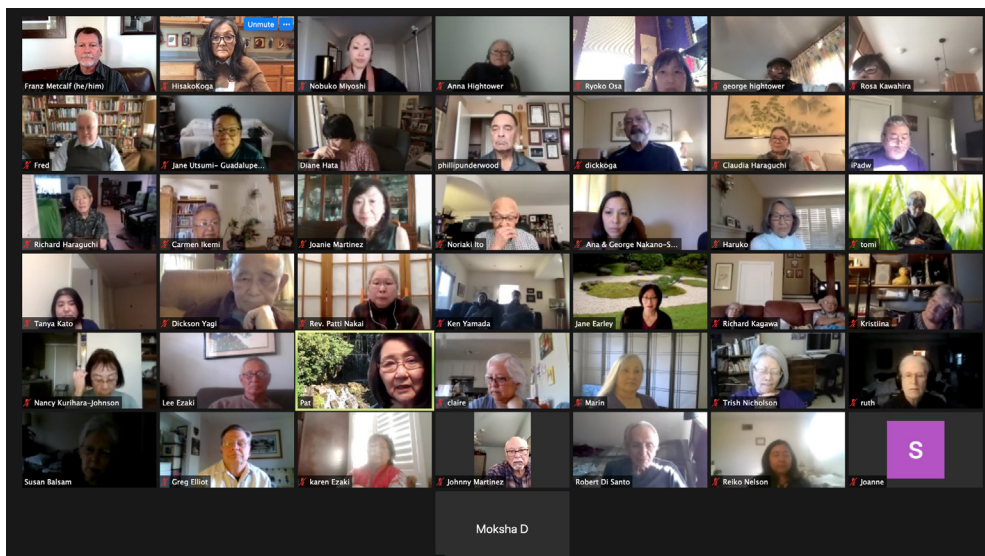 Unmute ...
Franz Metcalf (he/him)
HisakoKoga
Nobuko Miyoshi
Anna Hightower
Ryoko Osa
george hightower
Rosa Kawahira
Fred
Jane Utsumi- Guadalupe...
Diane Hata
phillipunderwood
dickkoga
Claudia Haraguchi
iPadw
Richard Haraguchi
Carmen Ikemi
Joanie Martinez
Noriaki Ito
Ana & George Nakano-S...
Haruko
tomi
Tanya Kato
Dickson Yagi
Rev. Patti Nakai
Ken Yamada
Jane Earley
Richard Kagawa
Kristiina
Nancy Kurihara-Johnson
Lee Ezaki
Pat
claire
Marin
Trish Nicholson
ruth
Susan Balsam
Greg Elliot
karen Ezaki
Johnny Martinez
Robert Di Santo
Reiko Nelson
S
Joanne
Moksha D